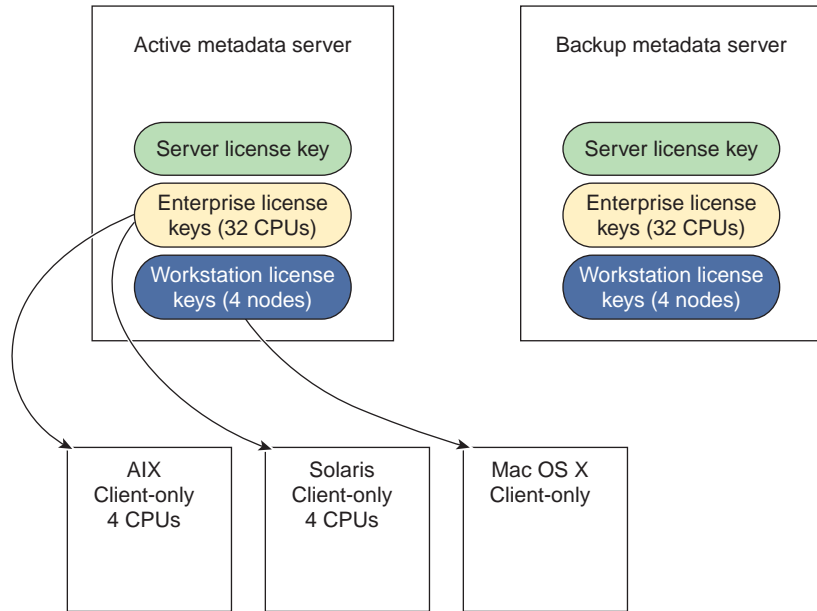 Active metadata server
Backup metadata server
Server license key
Server license key
Enterprise license
keys (32 CPUs)
Enterprise license
keys (32 CPUs)
Workstation license
keys (4 nodes)
Workstation license
keys (4 nodes)
AIX
Client-only
4 CPUs
Solaris
Client-only
4 CPUs
Mac OS X
Client-only